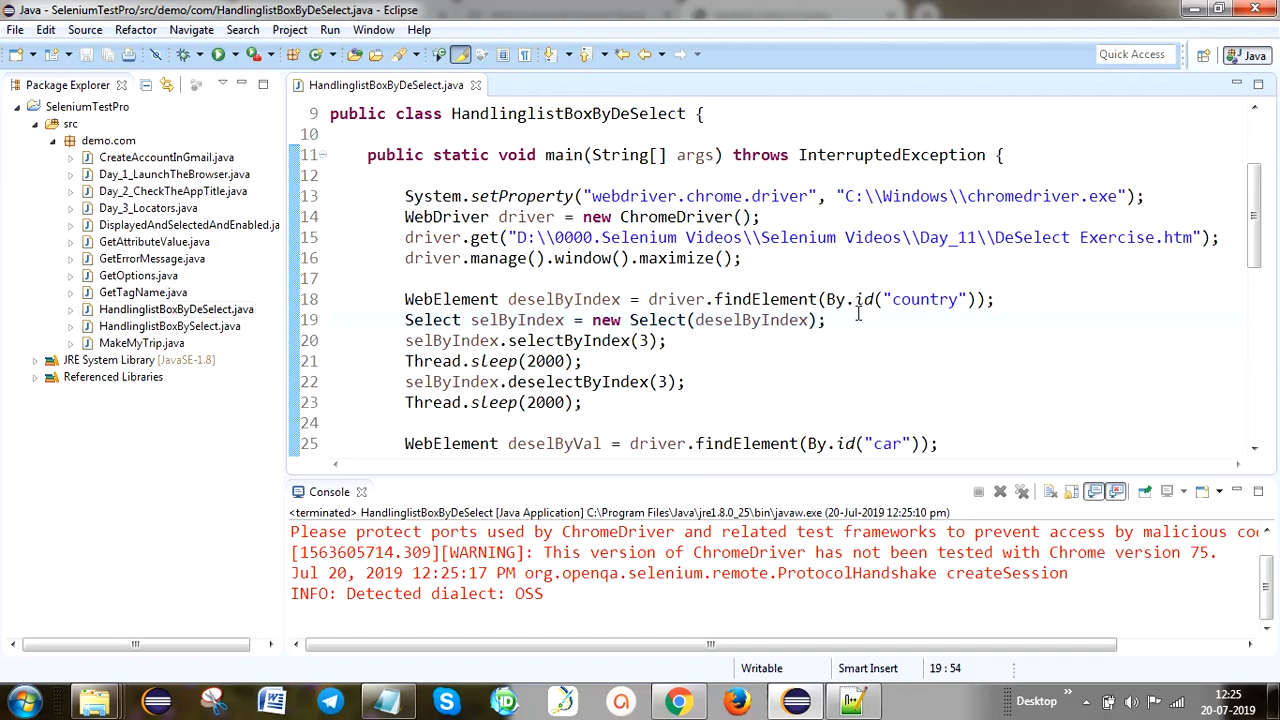 Java - SeleniumTestPro/src/demo/com/HandlinglistBoxByDeSelect.java - Eclipse
File Edit Source Refactor Navigate Search Project Run Window Help
Quick Access
Java
Package Explorer
HandlinglistBoxByDeSelect.java
SeleniumTestPro
src
demo.com
CreateAccountInGmail.java
Day_1_LaunchTheBrowser.java
Day_2_CheckTheAppTitle.java
Day_3_Locators.java
DisplayedAndSelectedAndEnabled.ja
GetAttributeValue.java
GetErrorMessage.java
GetOptions.java
GetTagName.java
HandlinglistBoxByDeSelect.java
HandlinglistBoxBySelect.java
MakeMyTrip.java
JRE System Library [JavaSE-1.8]
Referenced Libraries
9 public class HandlinglistBoxByDeSelect {
10
11 public static void main(String[] args) throws InterruptedException {
12
13 System.setProperty("webdriver.chrome.driver", "C:\\Windows\\chromedriver.exe");
14 WebDriver driver = new ChromeDriver();
15 driver.get("D:\\0000.Selenium Videos\\Selenium Videos\\Day_11\\DeSelect Exercise.htm");
16 driver.manage().window().maximize();
17
18 WebElement deselByIndex = driver.findElement(By.id("country"));
19 Select selByIndex = new Select(deselByIndex);
20 selByIndex.selectByIndex(3);
21 Thread.sleep(2000);
22 selByIndex.deselectByIndex(3);
23 Thread.sleep(2000);
24
25 WebElement deselByVal = driver.findElement(By.id("car"));
Console
<terminated> HandlinglistBoxByDeSelect [Java Application] C:\Program Files\Java\jre1.8.0_25\bin\javaw.exe (20-Jul-2019 12:25:10 pm)
Please protect ports used by ChromeDriver and related test frameworks to prevent access by malicious co
[1563605714.309][WARNING]: This version of ChromeDriver has not been tested with Chrome version 75.
Jul 20, 2019 12:25:17 PM org.openqa.selenium.remote.ProtocolHandshake createSession
INFO: Detected dialect: OSS
Writable Smart Insert 19 : 54
Desktop
12:25
20-07-2019